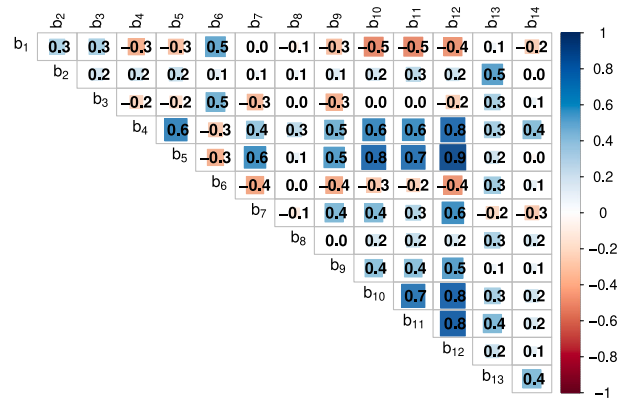 b₂ b₃ b₄ b₅ b₆ b₇ b₈ b₉ b₁₀ b₁₁ b₁₂ b₁₃ b₁₄
b₁ 0.3 0.3 −0.3 −0.3 0.5 0.0 −0.1 −0.3 −0.5 −0.5 −0.4 0.1 −0.2
b₂ 0.2 0.2 0.2 0.1 0.1 0.1 0.1 0.2 0.3 0.2 0.5 0.0
b₃ −0.2 −0.2 0.5 −0.3 0.0 −0.3 0.0 0.0 −0.2 0.3 0.1
b₄ 0.6 −0.3 0.4 0.3 0.5 0.6 0.6 0.8 0.3 0.4
b₅ −0.3 0.6 0.1 0.5 0.8 0.7 0.9 0.2 0.0
b₆ −0.4 0.0 −0.4 −0.3 −0.2 −0.4 0.3 0.1
b₇ −0.1 0.4 0.4 0.3 0.6 −0.2 −0.3
b₈ 0.0 0.2 0.2 0.2 0.3 0.2
b₉ 0.4 0.4 0.5 0.1 0.1
b₁₀ 0.7 0.8 0.3 0.2
b₁₁ 0.8 0.4 0.2
b₁₂ 0.2 0.1
b₁₃ 0.4
1
0.8
0.6
0.4
0.2
0
−0.2
−0.4
−0.6
−0.8
−1